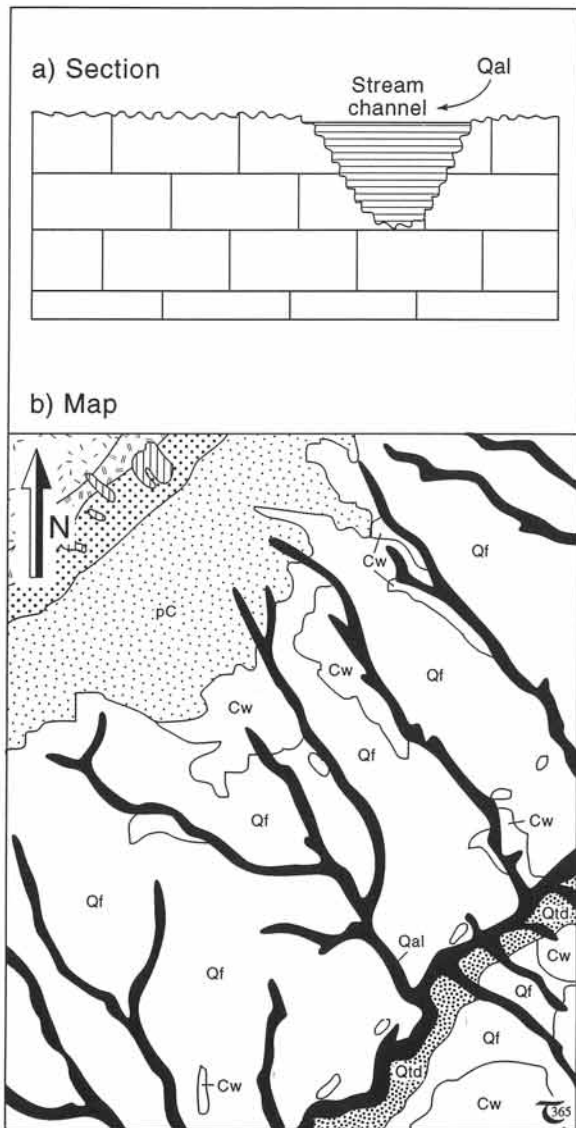 a) Section
Stream
channel
Qal
b) Map
N
Cw
Qf
pC
Cw
Qf
Cw
Qf
Qf
Cw
Qf
Qtd
Qf
Qal
Cw
Qf
Qf
Qtd
Cw
Cw
365